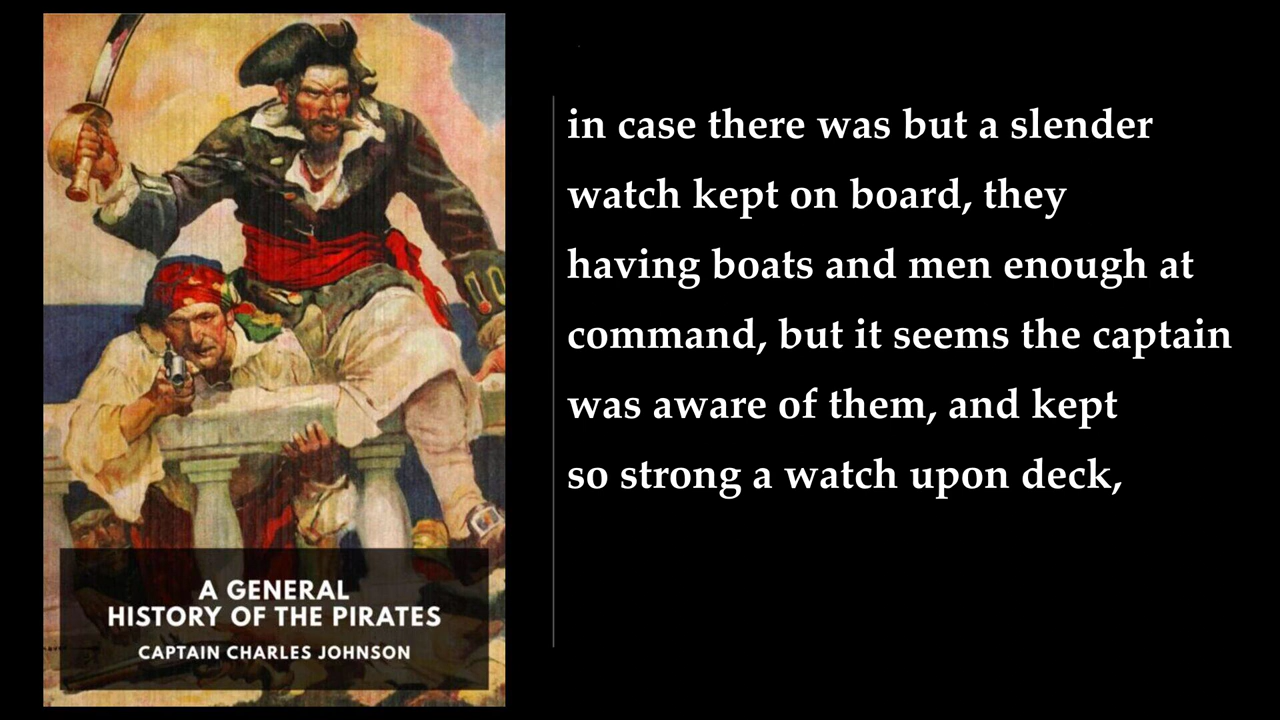 A GENERAL
HISTORY OF THE PIRATES
CAPTAIN CHARLES JOHNSON
in case there was but a slender
watch kept on board, they
having boats and men enough at
command, but it seems the captain
was aware of them, and kept
so strong a watch upon deck,